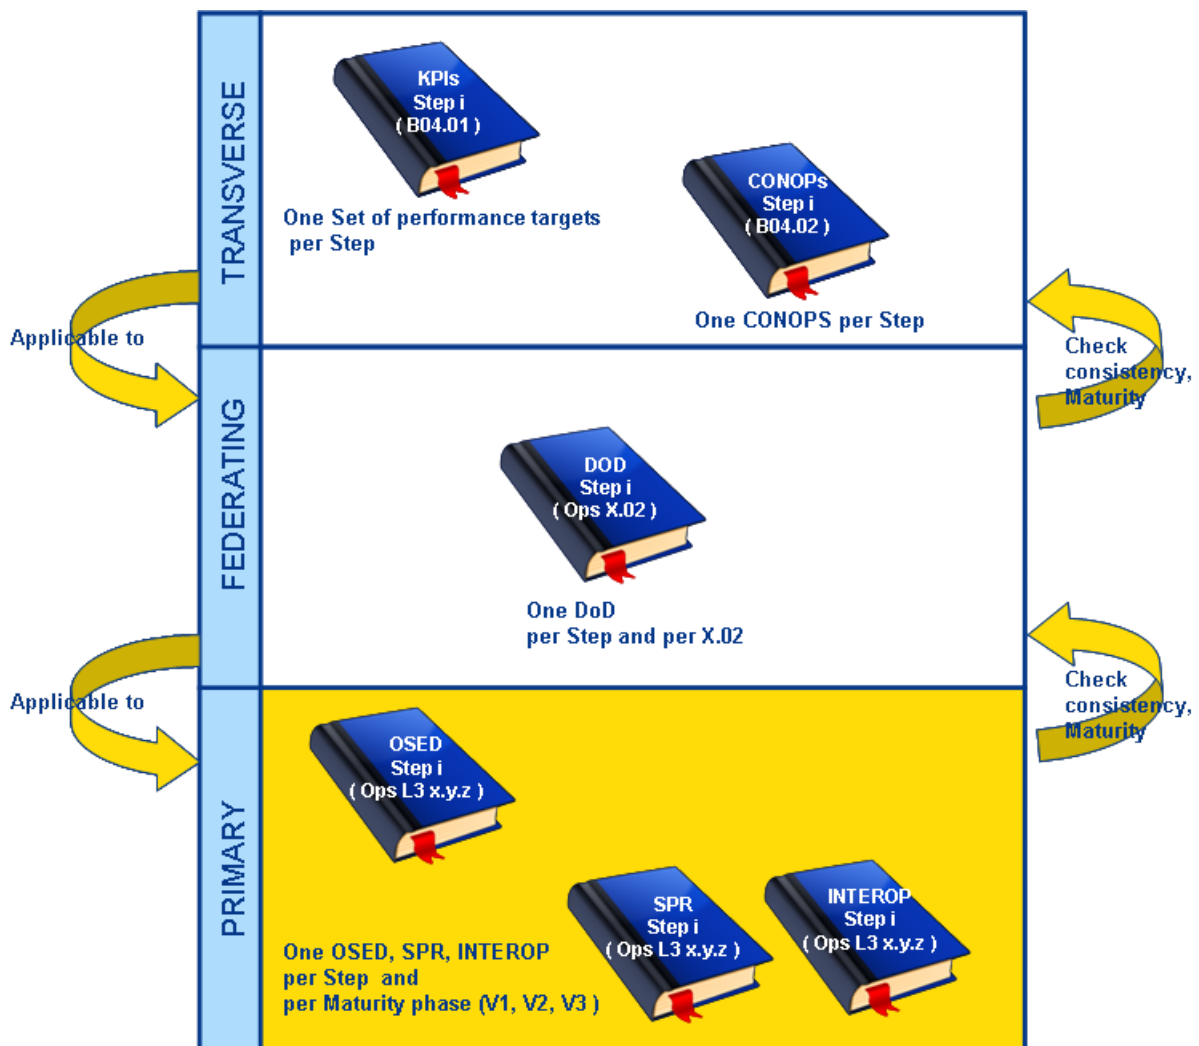 TRANSVERSE
KPIs
Step i
( B04.01 )
One Set of performance targets
per Step
CONOPs
Step i
( B04.02 )
One CONOPS per Step
Applicable to
Check
consistency,
Maturity
FEDERATING
DOD
Step i
( Ops X.02 )
One DoD
per Step and per X.02
Applicable to
Check
consistency,
Maturity
PRIMARY
OSED
Step i
( Ops L3 x.y.z )
SPR
Step i
( Ops L3 x.y.z )
INTEROP
Step i
( Ops L3 x.y.z )
One OSED, SPR, INTEROP
per Step and
per Maturity phase (V1, V2, V3 )